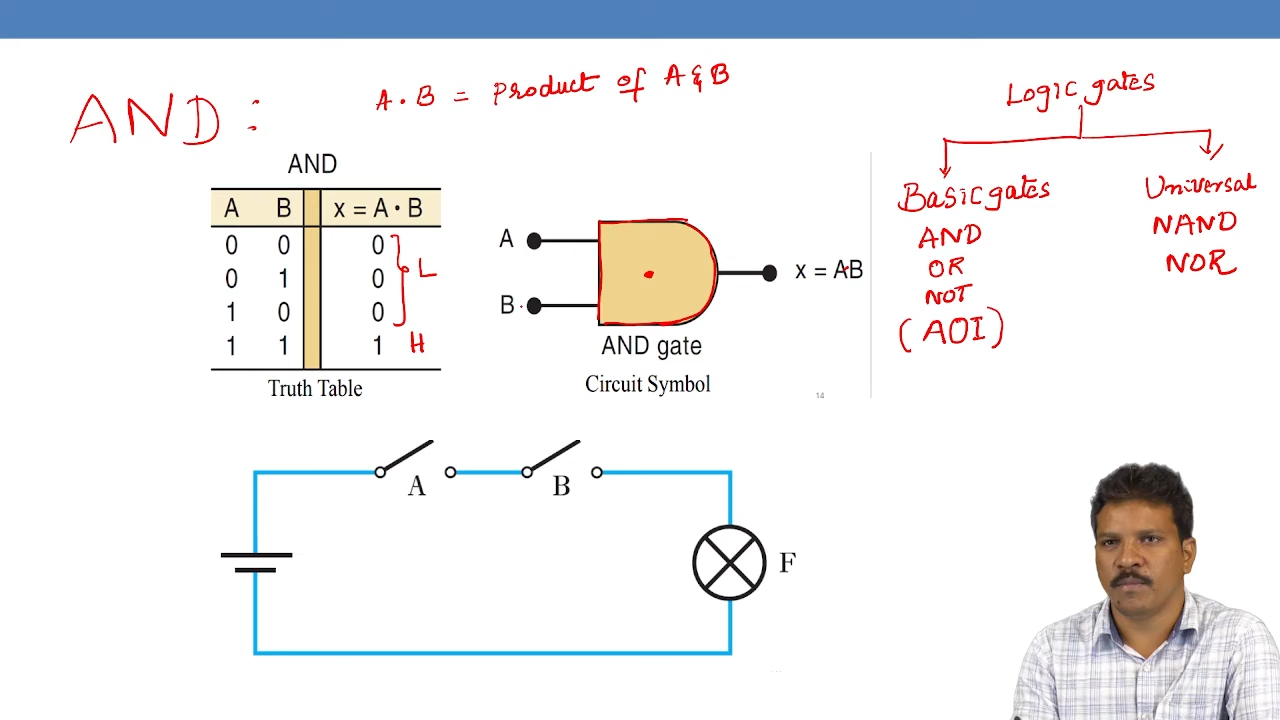 AND:
A . B = Product of A & B
Logic gates
Basic gates
AND
OR
NOT
(AOI)
Universal
NAND
NOR
AND
A B x = A • B
0 0 0
0 1 0
1 0 0
1 1 1
L
H
Truth Table
A
B
x = A.B
AND gate
Circuit Symbol
14
A
B
F